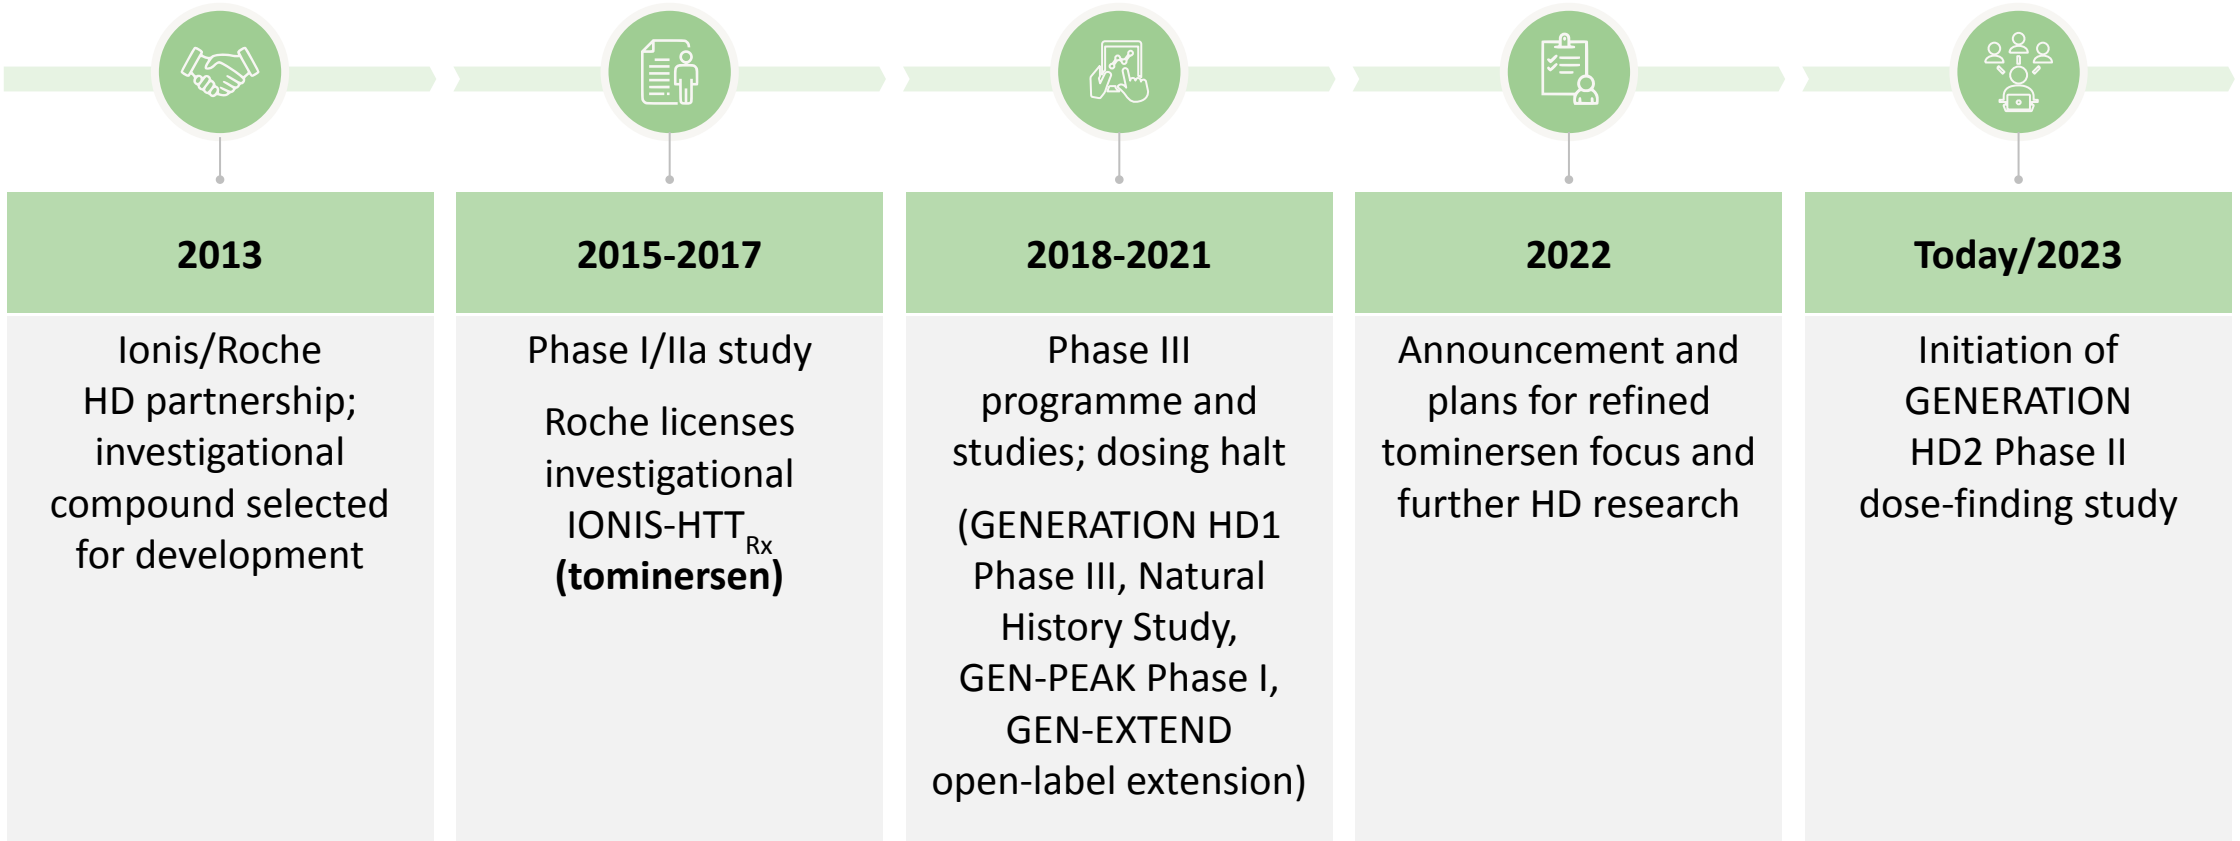 2013
Ionis/Roche
HD partnership;
investigational
compound selected
for development
2015-2017
Phase I/IIa study
Roche licenses
investigational
IONIS-HTTRx
(tominersen)
2018-2021
Phase III
programme and
studies; dosing halt
(GENERATION HD1
Phase III, Natural
History Study,
GEN-PEAK Phase I,
GEN-EXTEND
open-label extension)
2022
Announcement and
plans for refined
tominersen focus and
further HD research
Today/2023
Initiation of
GENERATION
HD2 Phase II
dose-finding study